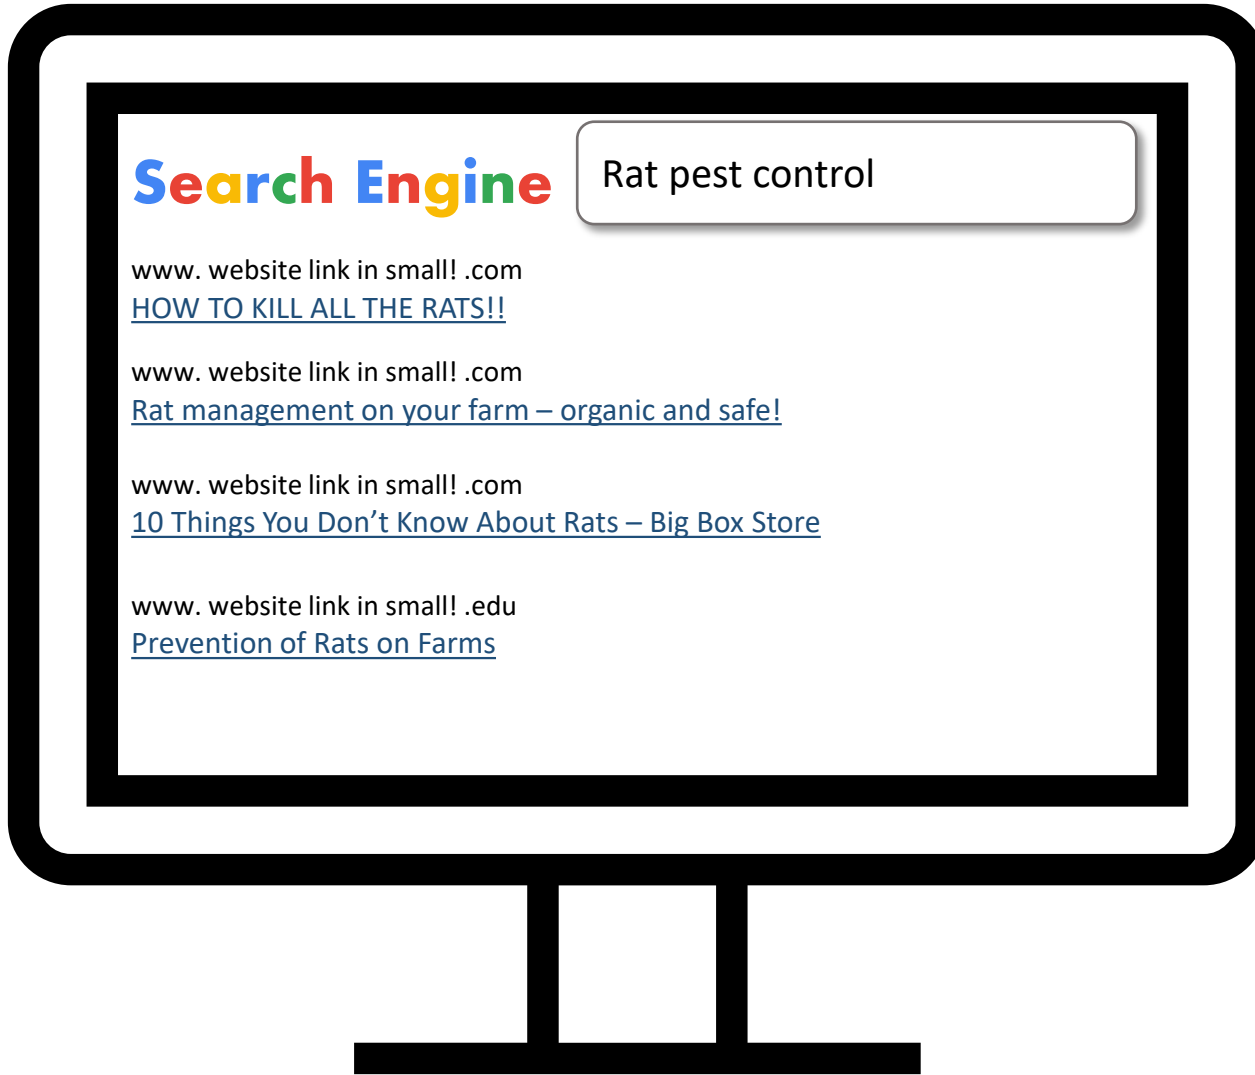 Search Engine
Rat pest control
www. website link in small! .com
HOW TO KILL ALL THE RATS!!
www. website link in small! .com
Rat management on your farm – organic and safe!
www. website link in small! .com
10 Things You Don’t Know About Rats – Big Box Store
www. website link in small! .edu
Prevention of Rats on Farms